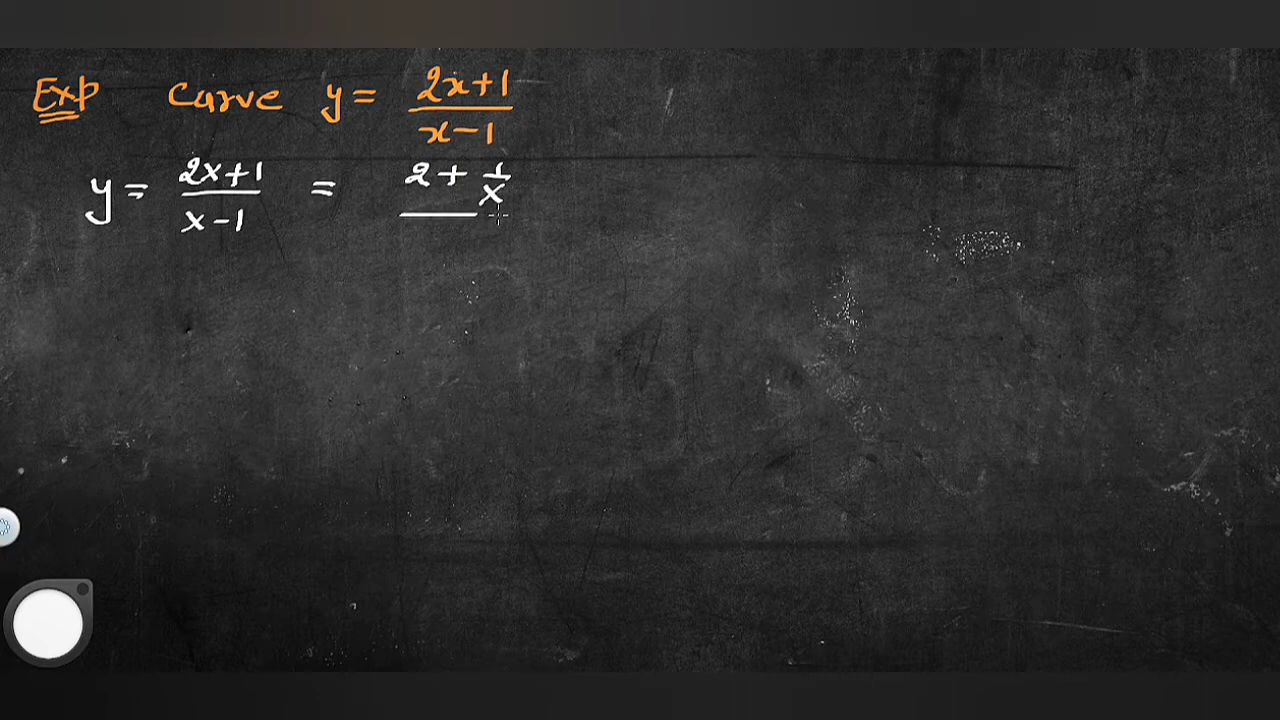 Exp Curve y = (2x+1)/(x-1)
y = (2x+1)/(x-1) = 2 + 1/x